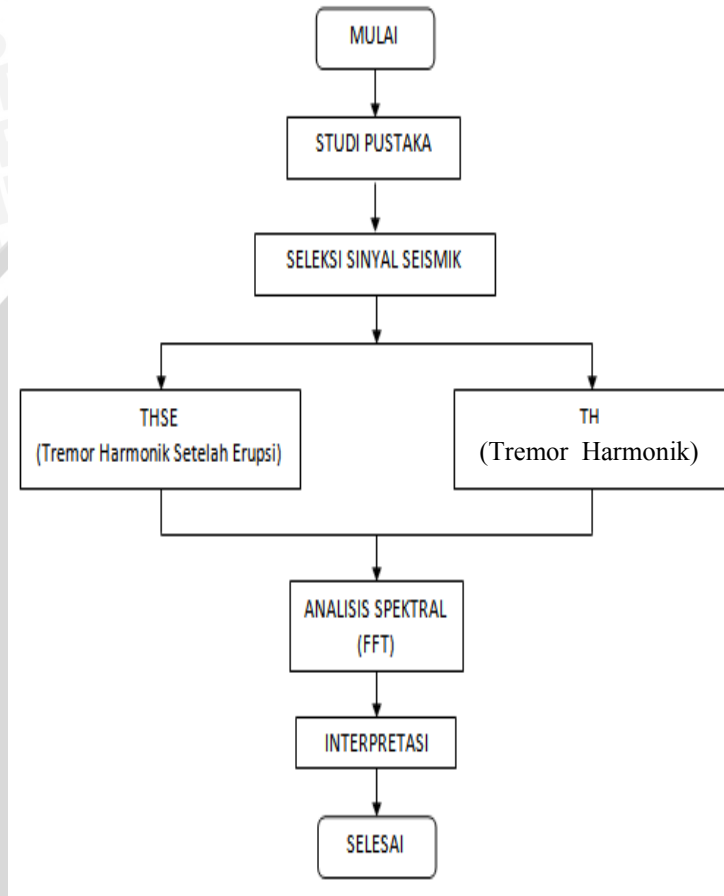 MULAI
STUDI PUSTAKA
SELEKSI SINYAL SEISMIK
THSE
(Tremor Harmonik Setelah Erupsi)
TH
(Tremor Harmonik)
ANALISIS SPEKTRAL
(FFT)
INTERPRETASI
SELESAI